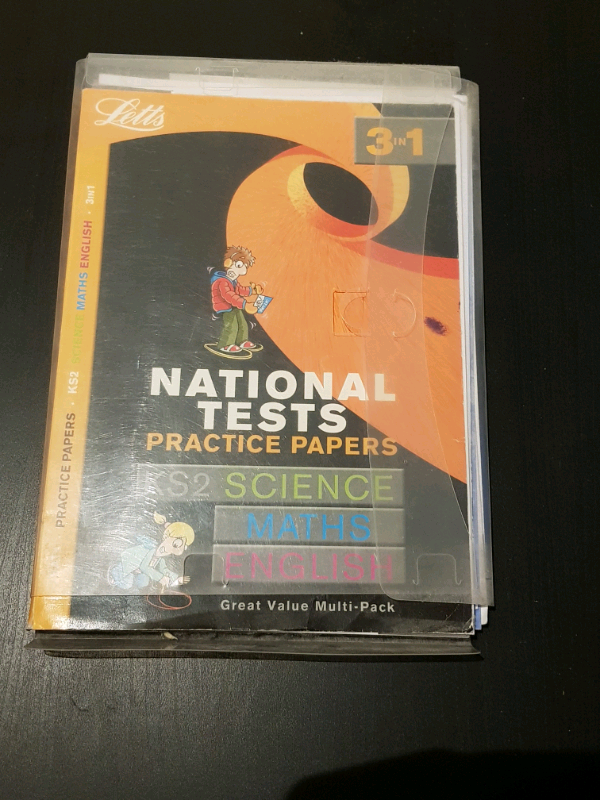 Letts
3 IN 1
PRACTICE PAPERS · KS2 SCIENCE MATHS ENGLISH · 3IN1
NATIONAL
TESTS
PRACTICE PAPERS
KS2 SCIENCE
MATHS
ENGLISH
Great Value Multi-Pack